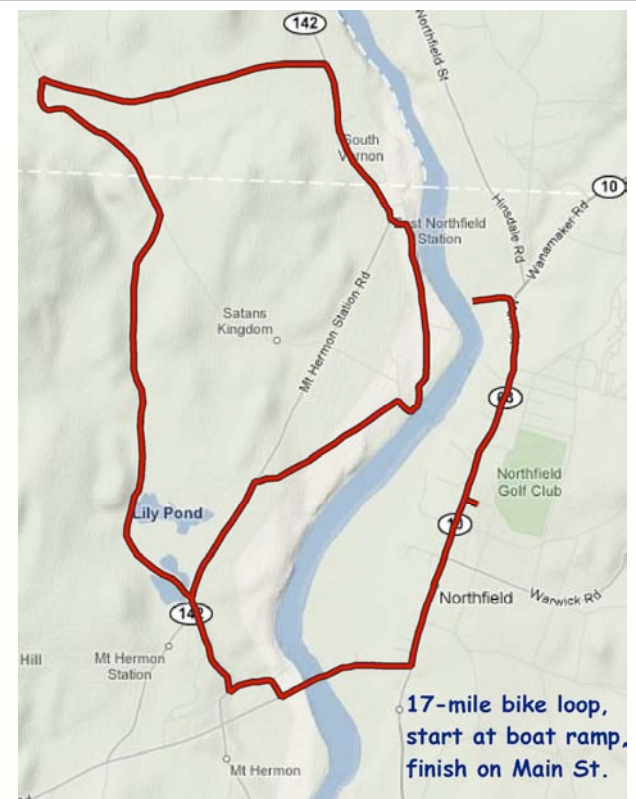 142
Northfield St
South
Vernon
10
East Northfield
Station
Hinsdale Rd
Wanamaker Rd
Main St
Mt Hermon Station Rd
Satans
Kingdom
63
Northfield
Golf Club
Lily Pond
10
142
Northfield
Warwick Rd
Hill
Mt Hermon
Station
Mt Hermon
17-mile bike loop,
start at boat ramp,
finish on Main St.